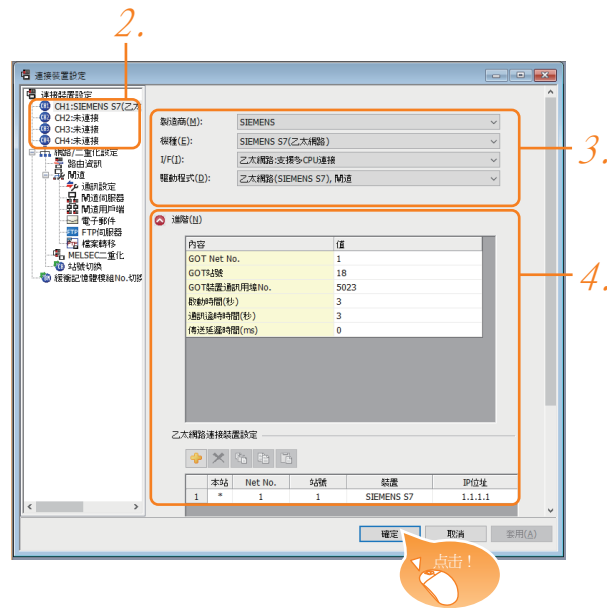 2.
連接裝置設定
連接裝置設定
CH1:SIEMENS S7(乙太
CH2:未連接
CH3:未連接
CH4:未連接
網路/二重化設定
路由資訊
閘道
通訊設定
閘道伺服器
閘道用戶端
電子郵件
FTP伺服器
檔案轉移
MELSEC二重化
站號切換
緩衝記憶體模組No.切換
製造商(M): SIEMENS
機種(E): SIEMENS S7(乙太網路)
I/F(I): 乙太網路:支援多CPU連接
驅動程式(D): 乙太網路(SIEMENS S7), 閘道
3.
進階(N)
內容 值
GOT Net No. 1
GOT站號 18
GOT裝置通訊用埠No. 5023
啟動時間(秒) 3
通訊逾時時間(秒) 3
傳送延遲時間(ms) 0
4.
乙太網路連接裝置設定
本站 Net No. 站號 裝置 IP位址
1 * 1 1 SIEMENS S7 1.1.1.1
確定 取消 套用(A)
点击！